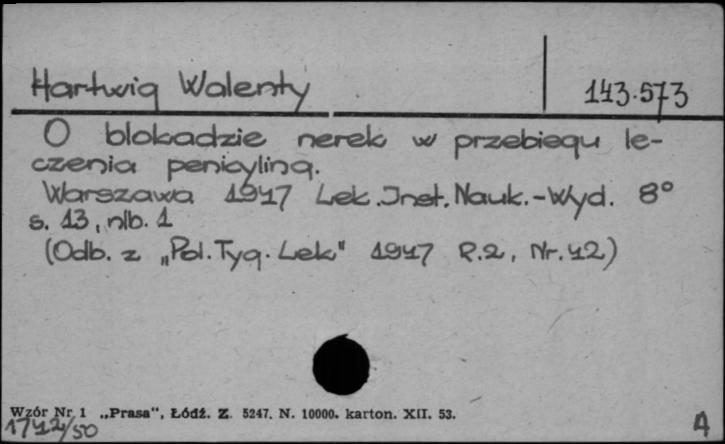 Hartwig Walenty 143.573
O blokadzie nerek w przebiegu le-
czenia penicyliną.
Warszawa 1947 Lek. Inst. Nauk.-Wyd. 8°
s. 13, nlb. 1
(Odb. z „Pol. Tyg. Lek" 1947 R.2, Nr. 42)
Wzór Nr 1 „Prasa", Łódź. Z. 5247. N. 10000. karton. XII. 53.
1742/50 A